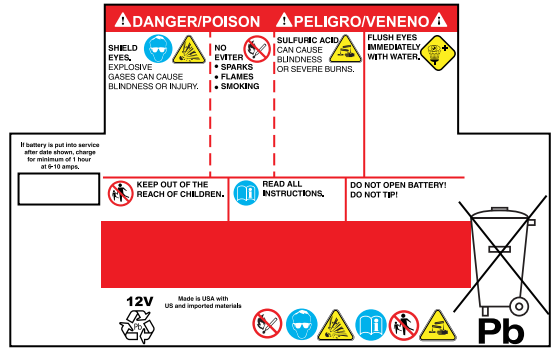 DANGER/POISON
PELIGRO/VENENO
SHIELD
EYES.
EXPLOSIVE
GASES CAN CAUSE
BLINDNESS OR INJURY.
NO
EVITER
• SPARKS
• FLAMES
• SMOKING
SULFURIC ACID
CAN CAUSE
BLINDNESS
OR SEVERE BURNS.
FLUSH EYES
IMMEDIATELY
WITH WATER.
If battery is put into service
after date shown, charge
for minimum of 1 hour
at 6-10 amps.
KEEP OUT OF THE
REACH OF CHILDREN.
READ ALL
INSTRUCTIONS.
DO NOT OPEN BATTERY!
DO NOT TIP!
12V
Pb
Made is USA with
US and imported materials
Pb